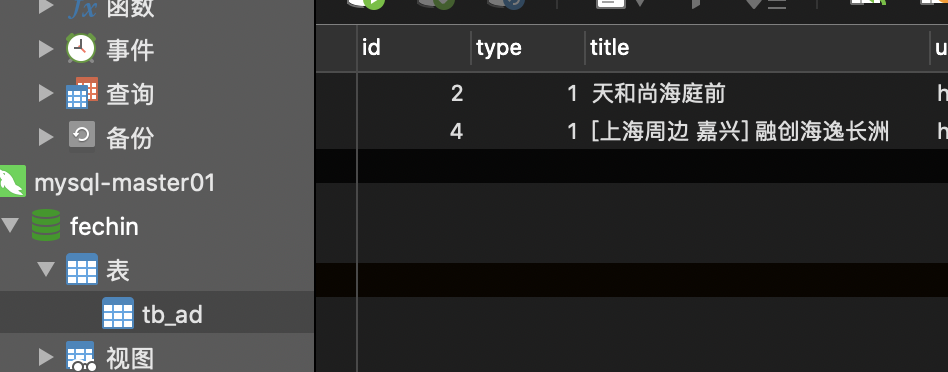 函数
事件
查询
备份
mysql-master01
fechin
表
tb_ad
视图
id type title u
2 1 天和尚海庭前 h
4 1 [上海周边 嘉兴] 融创海逸长洲 h